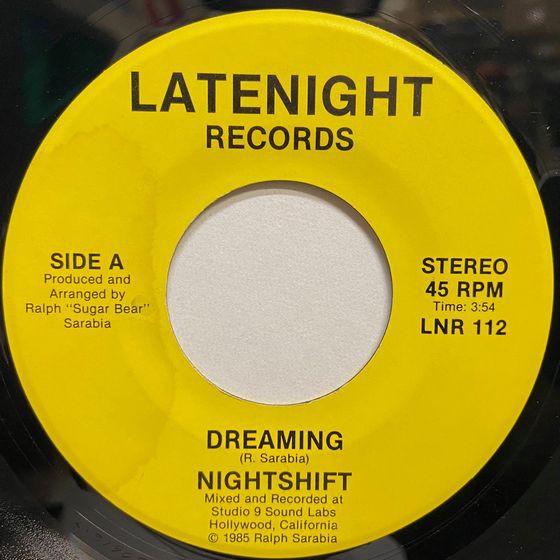 LATENIGHT
RECORDS
SIDE A
Produced and
Arranged by
Ralph "Sugar Bear"
Sarabia
STEREO
45 RPM
Time: 3:54
LNR 112
DREAMING
(R. Sarabia)
NIGHTSHIFT
Mixed and Recorded at
Studio 9 Sound Labs
Hollywood, California
© 1985 Ralph Sarabia